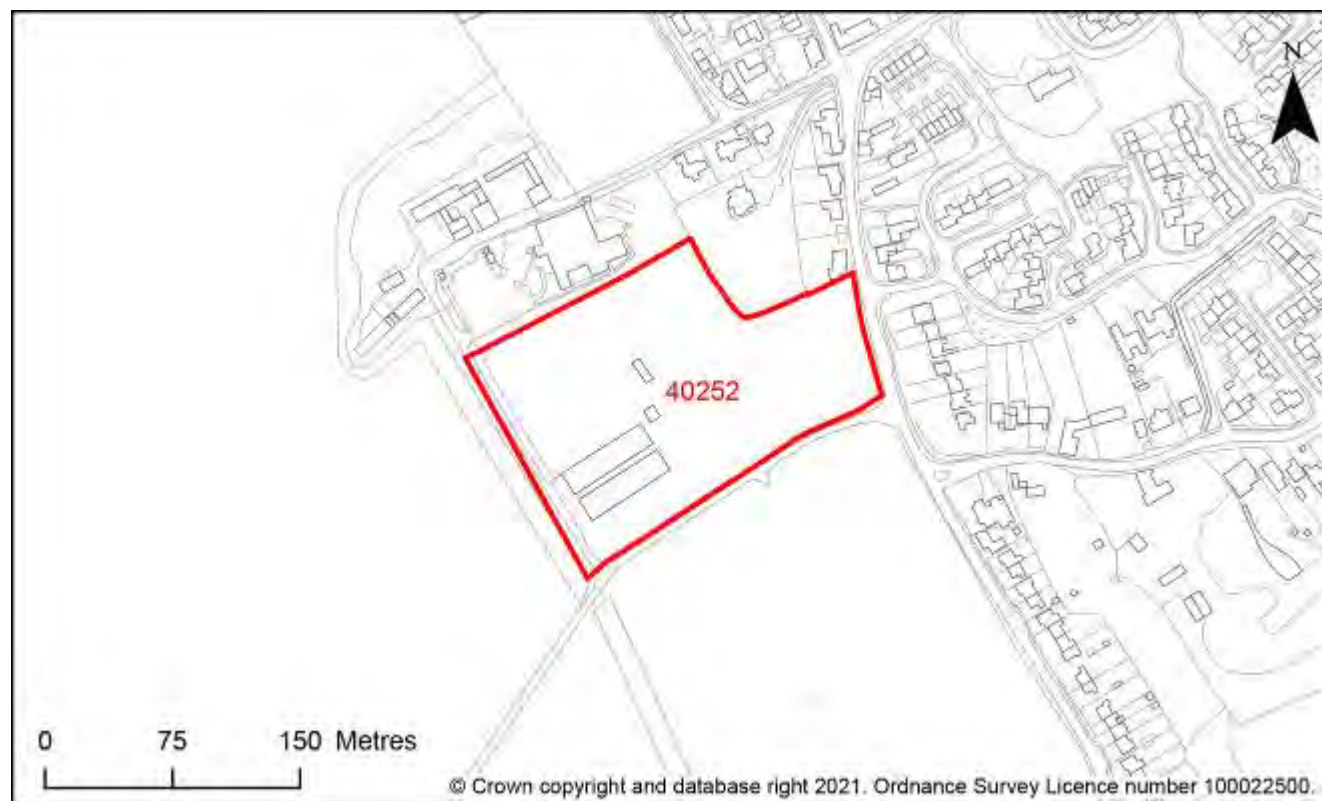 N
40252
0 75 150 Metres
© Crown copyright and database right 2021. Ordnance Survey Licence number 100022500.